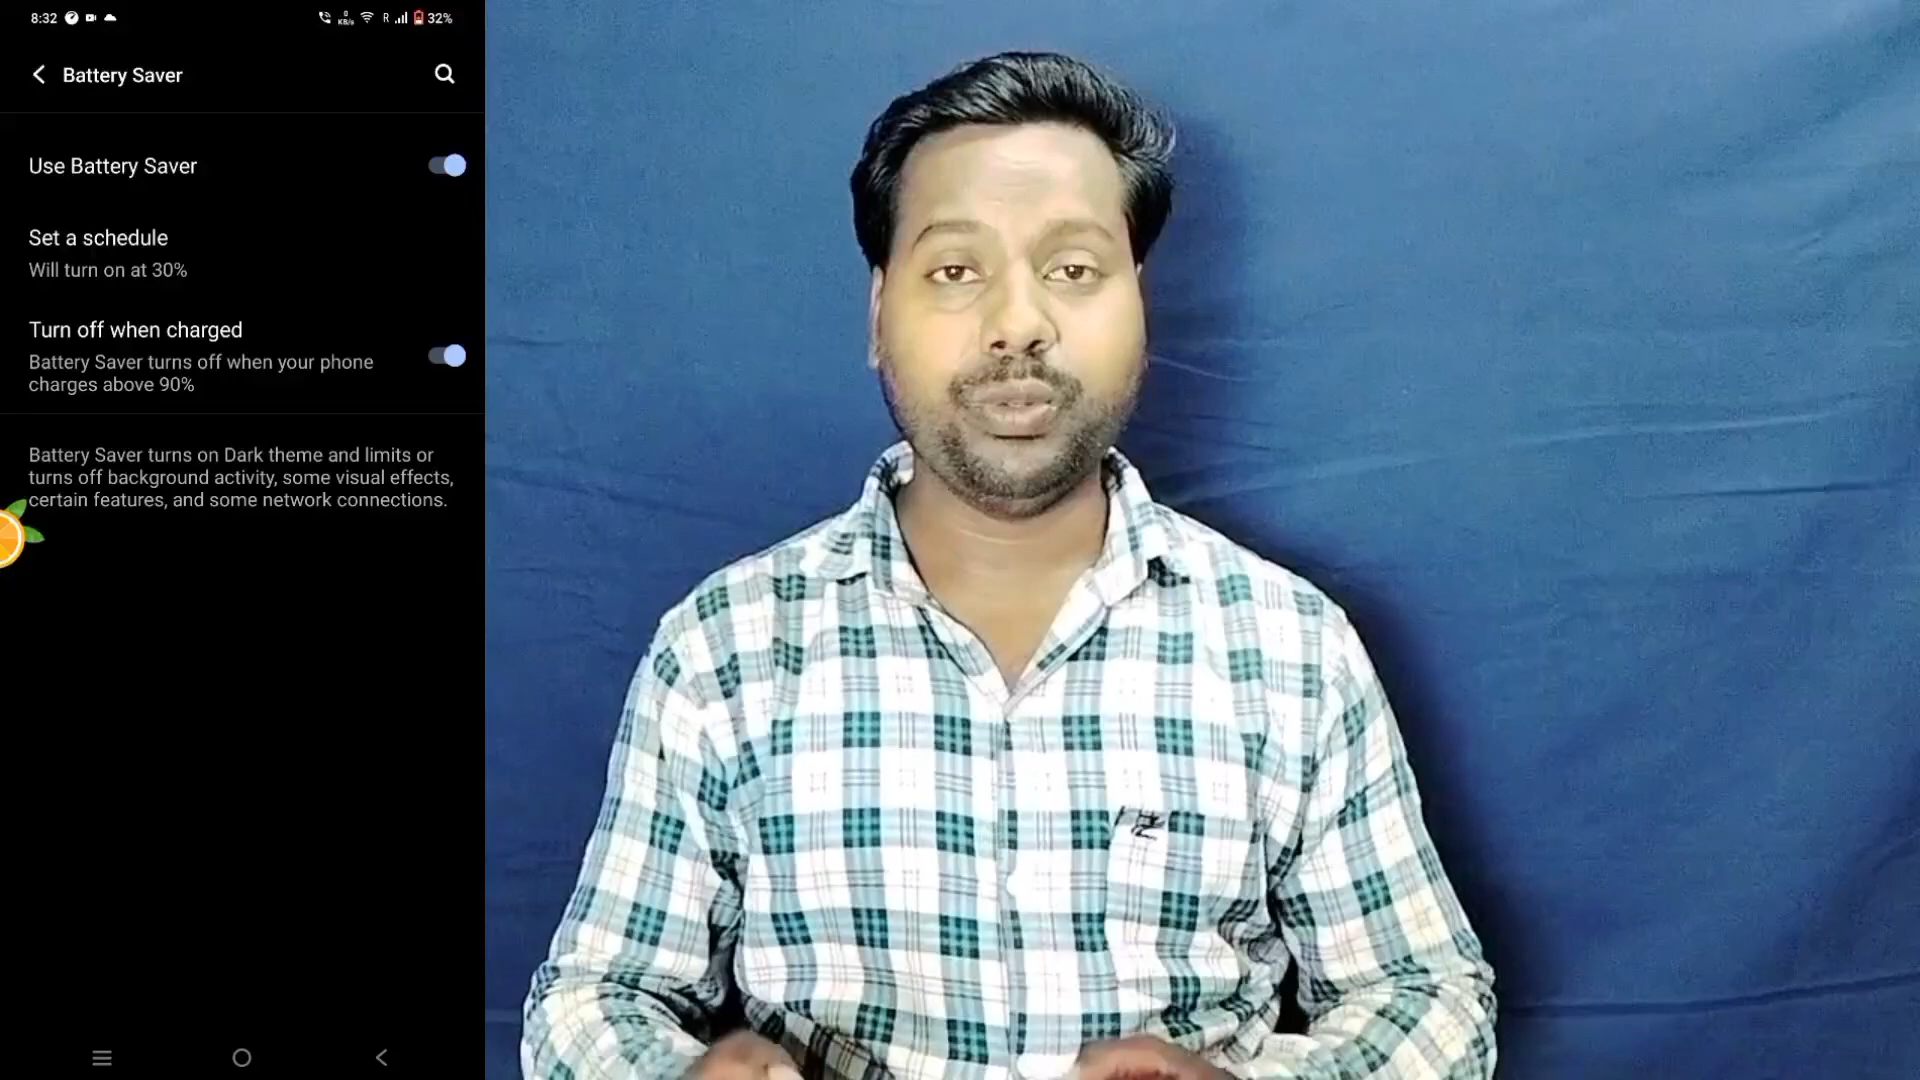 8:32 0 KB/s R 32%
Battery Saver
Use Battery Saver
Set a schedule
Will turn on at 30%
Turn off when charged
Battery Saver turns off when your phone
charges above 90%
Battery Saver turns on Dark theme and limits or
turns off background activity, some visual effects,
certain features, and some network connections.